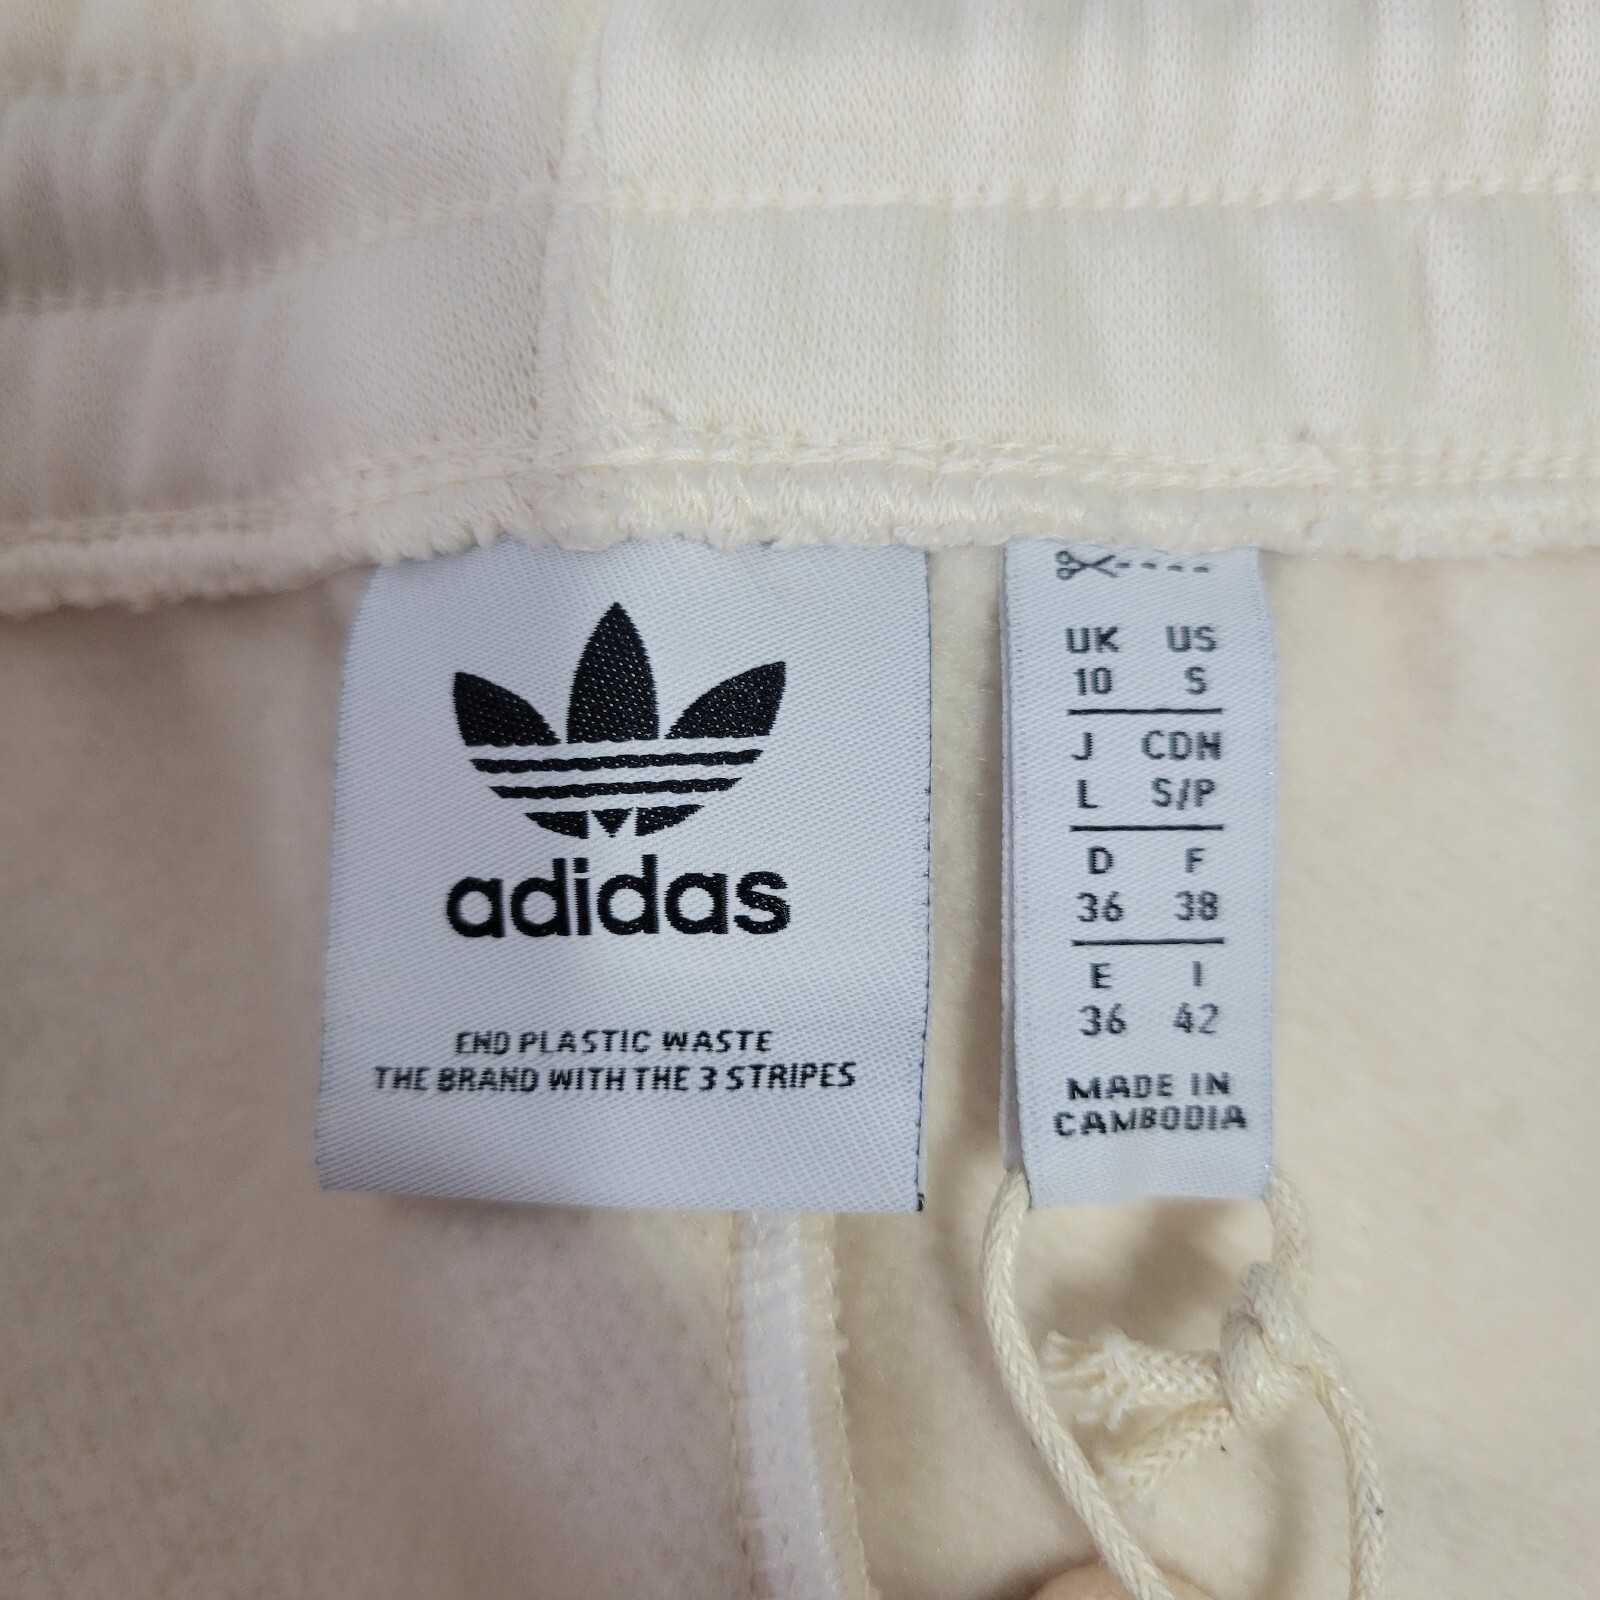 adidas
END PLASTIC WASTE
THE BRAND WITH THE 3 STRIPES
UK US
10 S
J CDN
L S/P
D F
36 38
E I
36 42
MADE IN
CAMBODIA